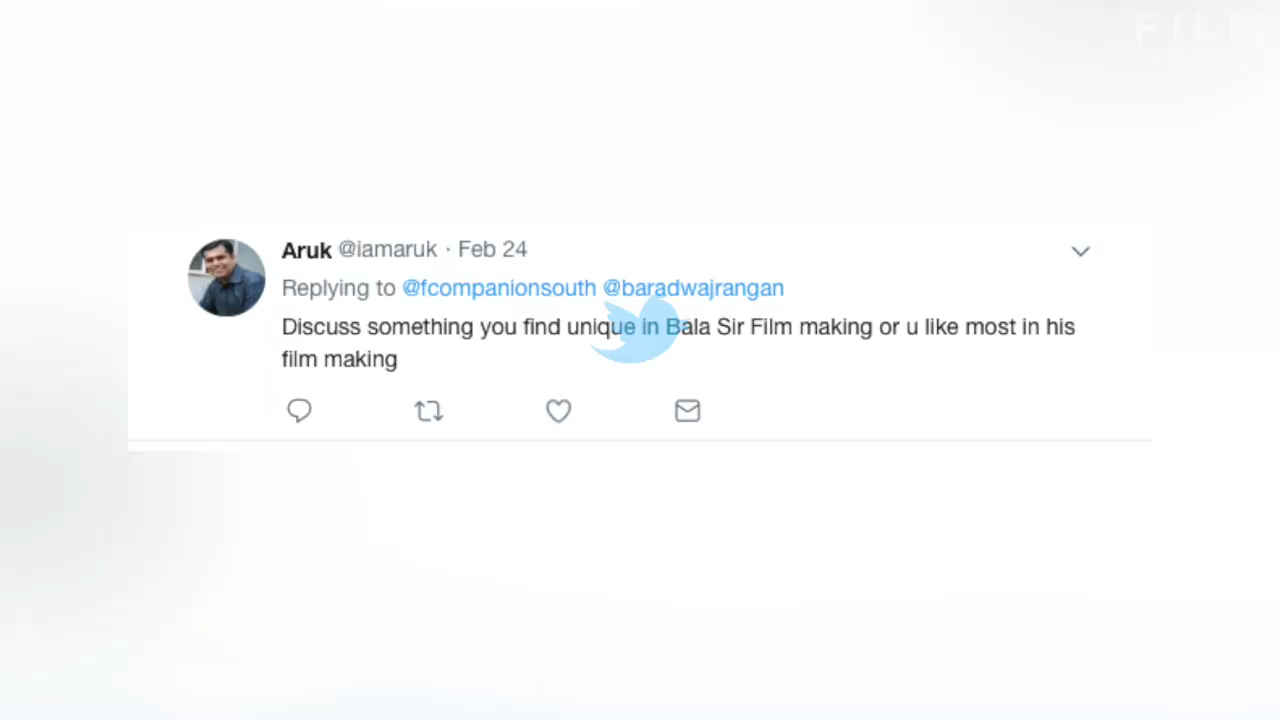 FILM
Aruk @iamaruk · Feb 24
Replying to @fcompanionsouth @baradwajrangan
Discuss something you find unique in Bala Sir Film making or u like most in his
film making